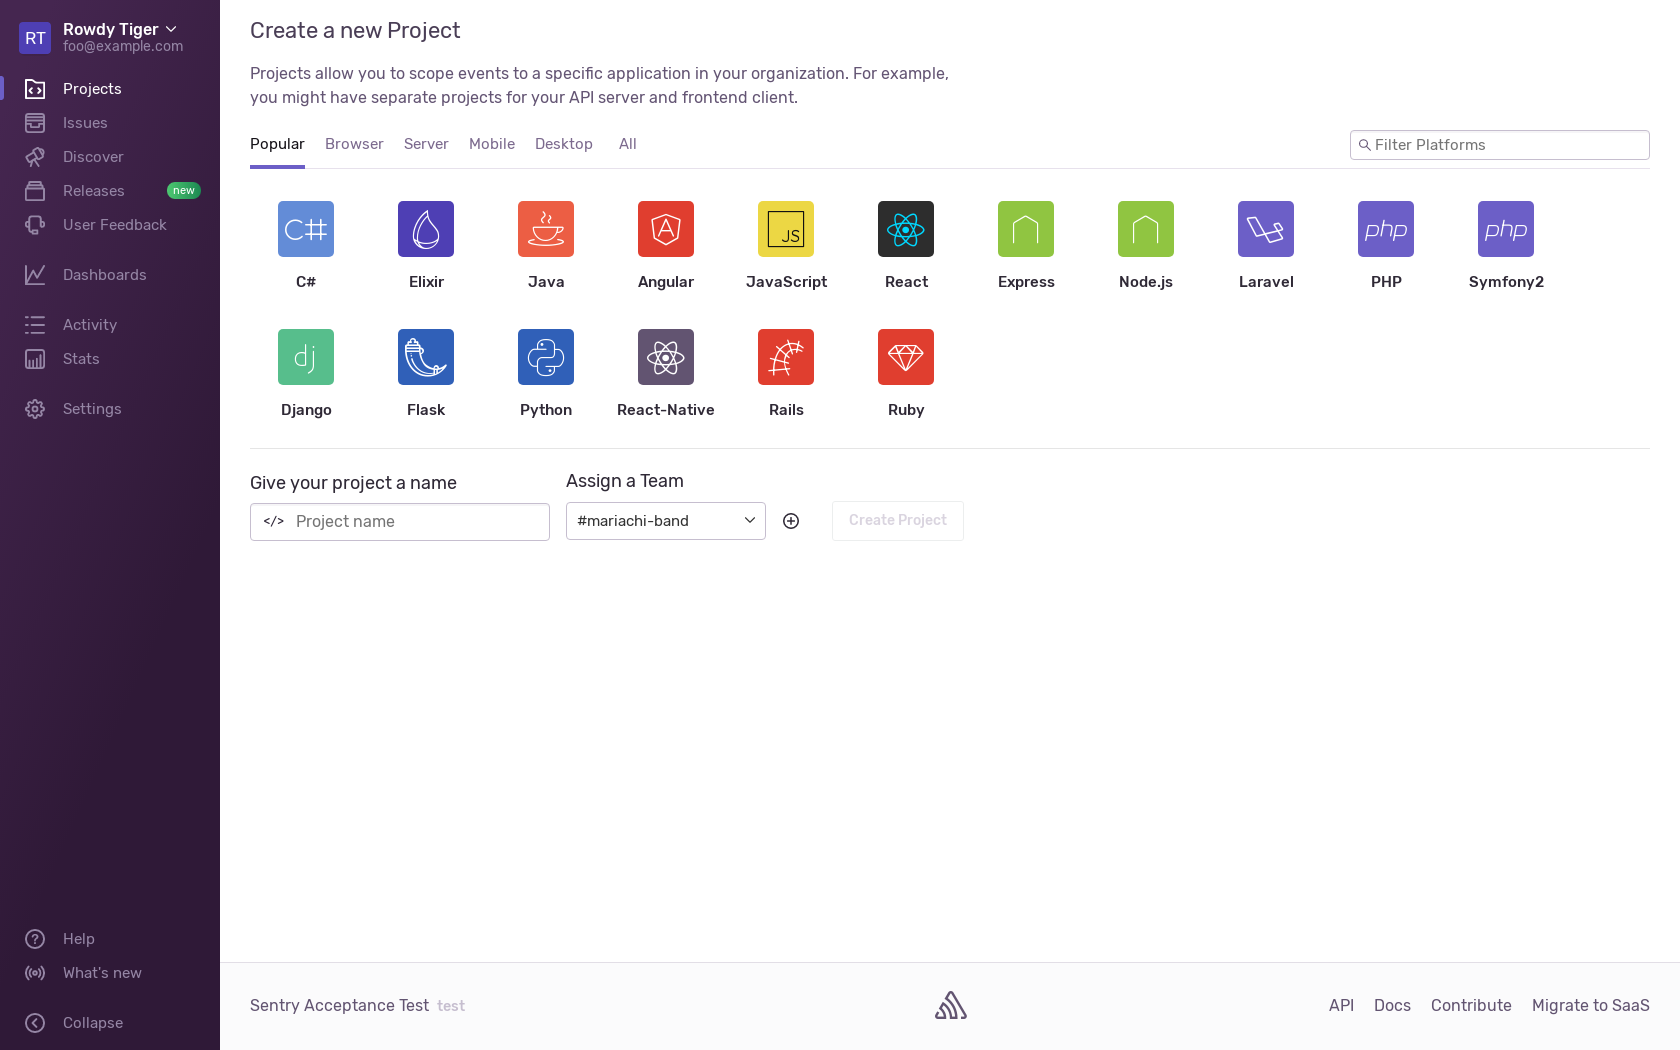 RT
Rowdy Tiger
foo@example.com
Projects
Issues
Discover
Releases new
User Feedback
Dashboards
Activity
Stats
Settings
Help
What's new
Collapse
Create a new Project
Projects allow you to scope events to a specific application in your organization. For example,
you might have separate projects for your API server and frontend client.
Popular Browser Server Mobile Desktop All Filter Platforms
C# JS php php
C# Elixir Java Angular JavaScript React Express Node.js Laravel PHP Symfony2
dj
Django Flask Python React-Native Rails Ruby
Give your project a name Assign a Team
</> Project name #mariachi-band Create Project
Sentry Acceptance Test test API Docs Contribute Migrate to SaaS